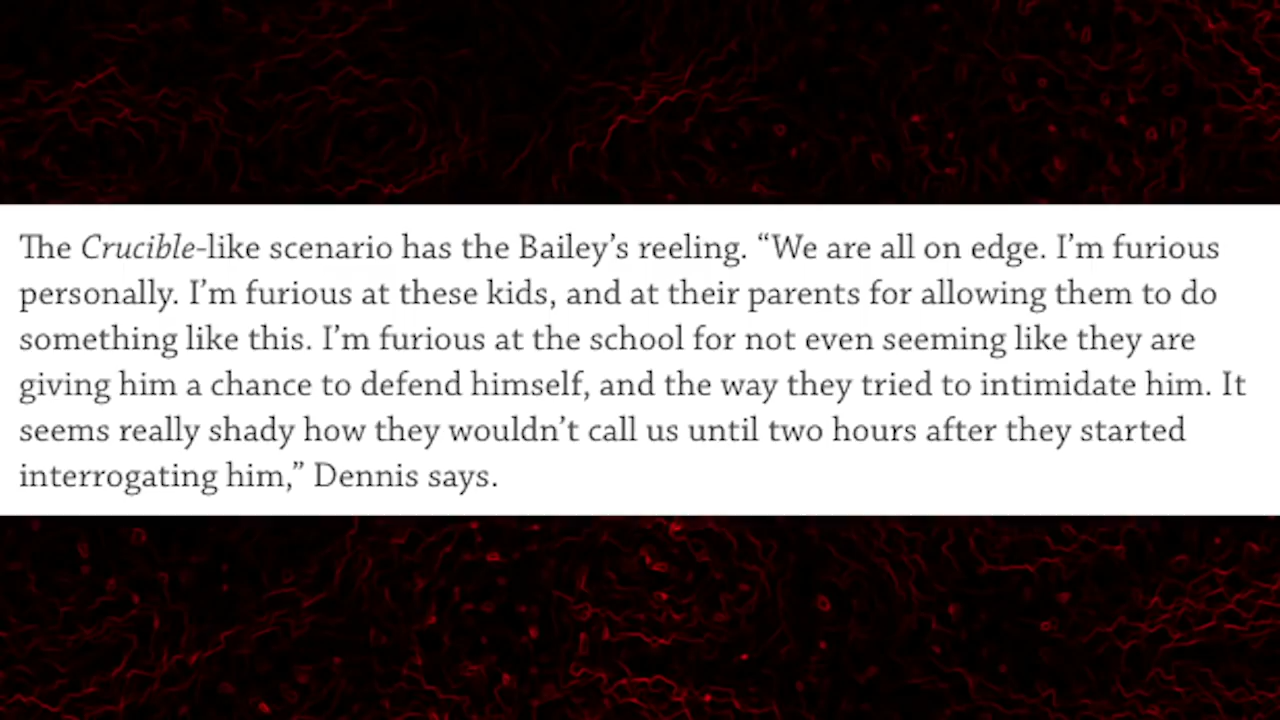 The Crucible-like scenario has the Bailey’s reeling. “We are all on edge. I’m furious
personally. I’m furious at these kids, and at their parents for allowing them to do
something like this. I’m furious at the school for not even seeming like they are
giving him a chance to defend himself, and the way they tried to intimidate him. It
seems really shady how they wouldn’t call us until two hours after they started
interrogating him,” Dennis says.